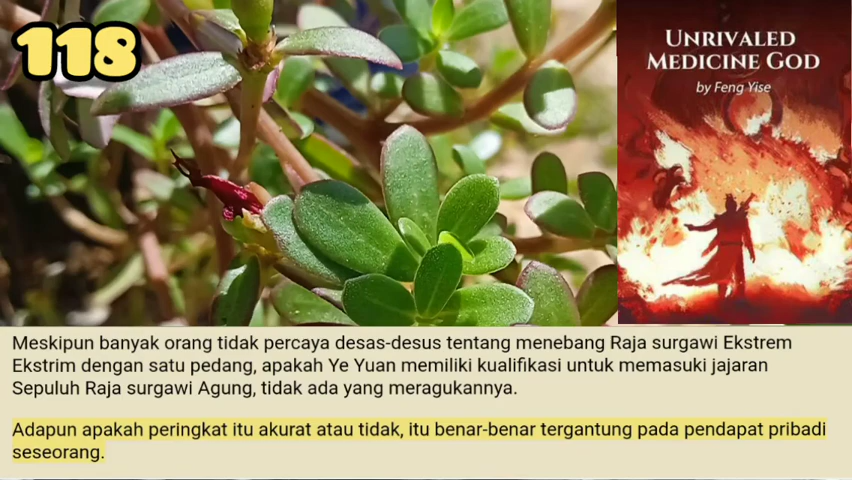 118
UNRIVALED
MEDICINE GOD
by Feng Yise
Meskipun banyak orang tidak percaya desas-desus tentang menebang Raja surgawi Ekstrem
Ekstrim dengan satu pedang, apakah Ye Yuan memiliki kualifikasi untuk memasuki jajaran
Sepuluh Raja surgawi Agung, tidak ada yang meragukannya.
Adapun apakah peringkat itu akurat atau tidak, itu benar-benar tergantung pada pendapat pribadi
seseorang.